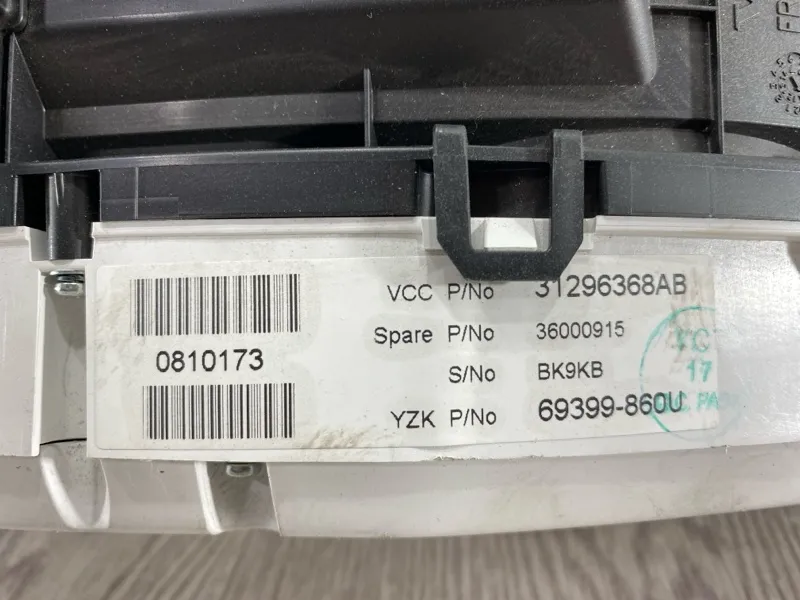 0810173
VCC P/No 31296368AB
Spare P/No 36000915
S/No BK9KB
YZK P/No 69399-860U
17